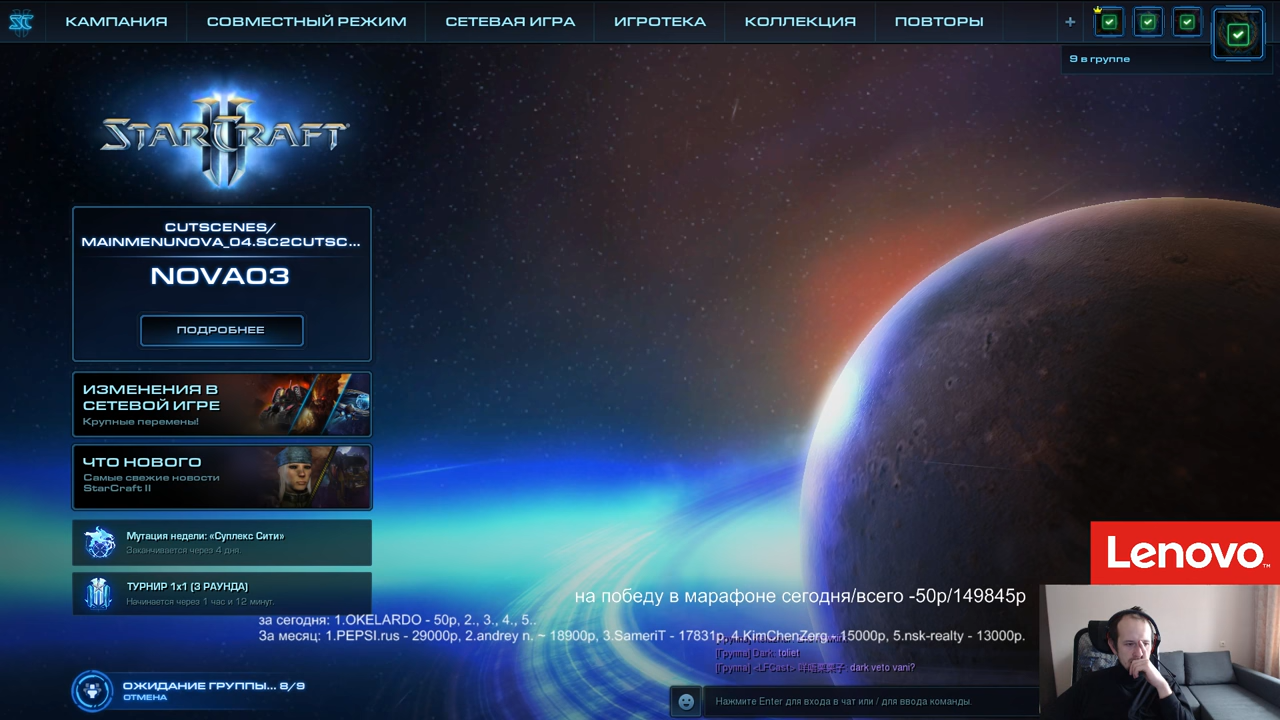 КАМПАНИЯ
СОВМЕСТНЫЙ РЕЖИМ
СЕТЕВАЯ ИГРА
ИГРОТЕКА
КОЛЛЕКЦИЯ
ПОВТОРЫ
+
9 в группе
STARCRAFT
II
CUTSCENES/
MAINMENUNOVA_04.SC2CUTSC...
NOVA03
ПОДРОБНЕЕ
ИЗМЕНЕНИЯ В
СЕТЕВОЙ ИГРЕ
Крупные перемены!
ЧТО НОВОГО
Самые свежие новости
StarCraft II
Мутация недели: «Суплекс Сити»
Заканчивается через 4 дня.
ТУРНИР 1x1 (3 РАУНДА)
Начинается через 1 час и 12 минут.
Lenovo™
на победу в марафоне сегодня/всего -50р/149845р
за сегодня: 1.OKELARDO - 50р, 2., 3., 4., 5..
За месяц: 1.PEPSI.rus - 29000р, 2.andrey n. ~ 18900р, 3.SameriT - 17831р, 4.KimChenZerg - 15000р, 5.nsk-realty - 13000р.
[Группа] Dark: toliet
[Группа] <LFCast> dark veto vani?
ОЖИДАНИЕ ГРУППЫ... 8/9
ОТМЕНА
Нажмите Enter для входа в чат или / для ввода команды.